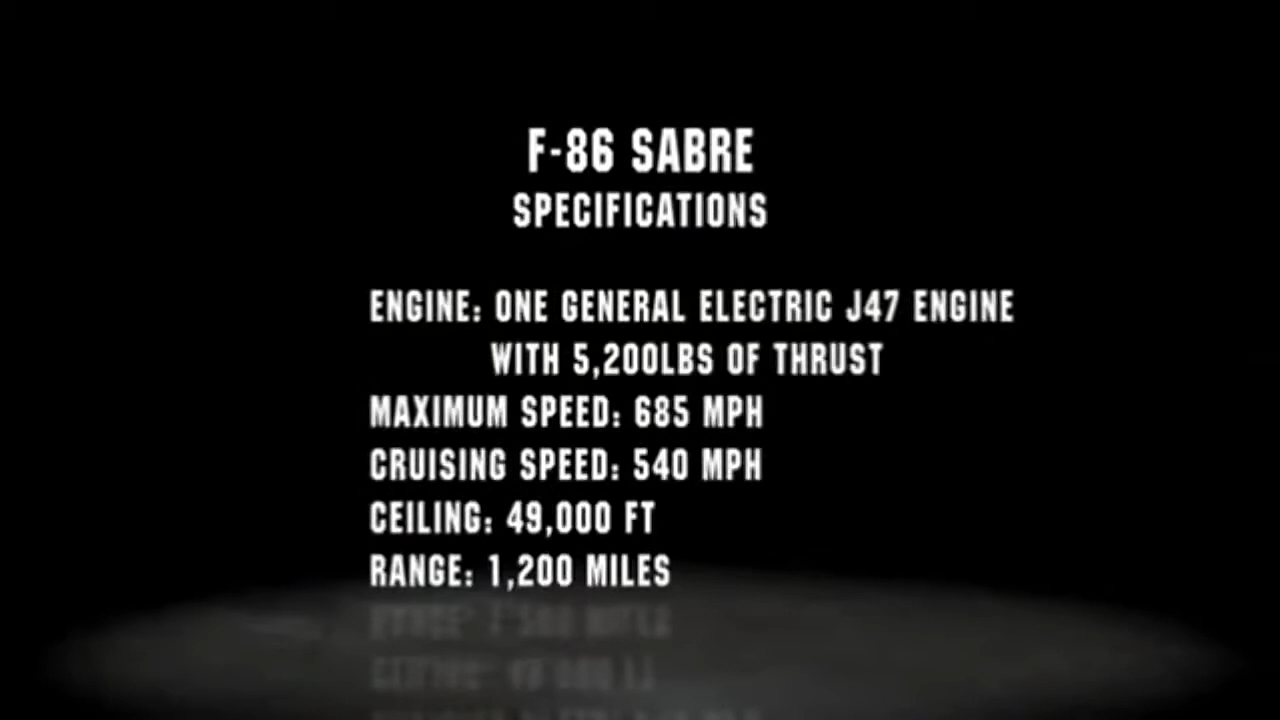 F-86 SABRE
SPECIFICATIONS
ENGINE: ONE GENERAL ELECTRIC J47 ENGINE
WITH 5,200LBS OF THRUST
MAXIMUM SPEED: 685 MPH
CRUISING SPEED: 540 MPH
CEILING: 49,000 FT
RANGE: 1,200 MILES